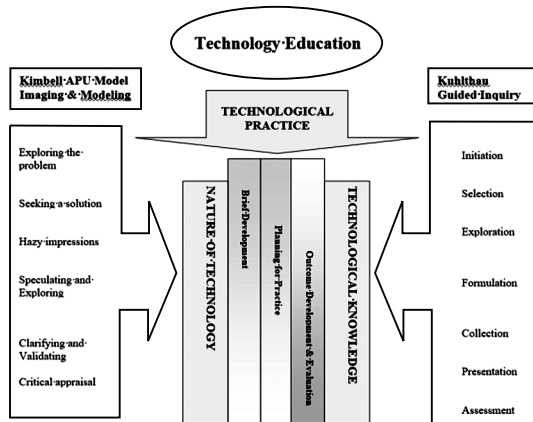 Technology Education
Kimbell APU Model
Imaging & Modeling
Kuhlthau
Guided Inquiry
TECHNOLOGICAL
PRACTICE
Exploring the
problem
Seeking a solution
Hazy impressions
Speculating and
Exploring
Clarifying and
Validating
Critical appraisal
NATURE OF TECHNOLOGY
Brief Development
Planning for Practice
Outcome Development & Evaluation
TECHNOLOGICAL KNOWLEDGE
Initiation
Selection
Exploration
Formulation
Collection
Presentation
Assessment